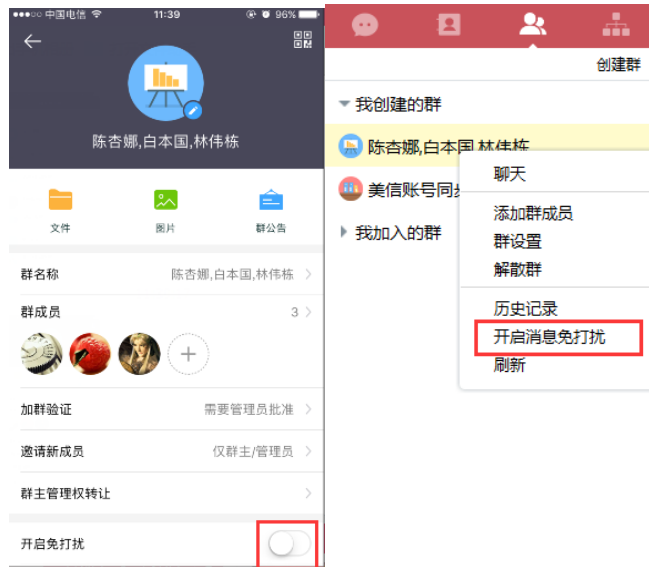 中国电信 11:39 96%
陈杏娜,白本国,林伟栋
文件 图片 群公告
群名称 陈杏娜,白本国,林伟栋
群成员 3
加群验证 需要管理员批准
邀请新成员 仅群主/管理员
群主管理权转让
开启免打扰
创建群
我创建的群
陈杏娜,白本国,林伟栋
美信账号同步
我加入的群
聊天
添加群成员
群设置
解散群
历史记录
开启消息免打扰
刷新